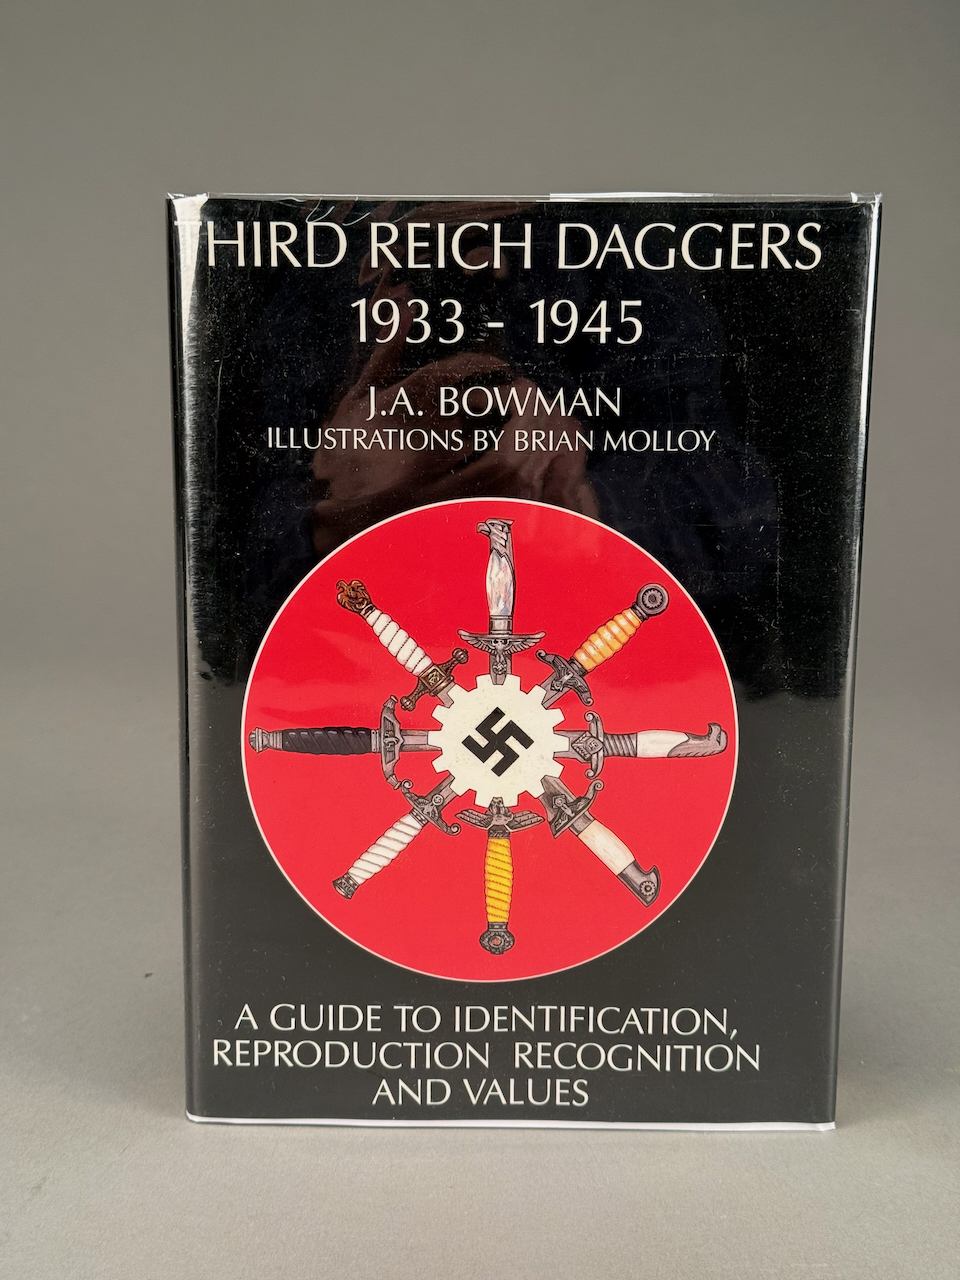 THIRD REICH DAGGERS
1933 - 1945
J.A. BOWMAN
ILLUSTRATIONS BY BRIAN MOLLOY
A GUIDE TO IDENTIFICATION,
REPRODUCTION RECOGNITION
AND VALUES